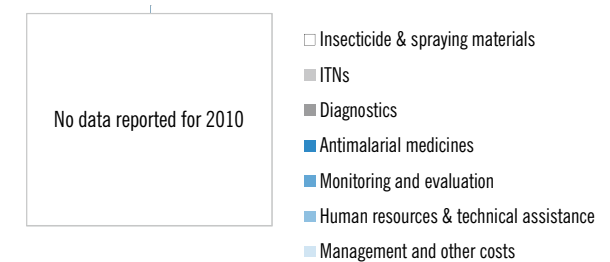 Insecticide & spraying materials
ITNs
No data reported for 2010
Diagnostics
Antimalarial medicines
Monitoring and evaluation
Human resources & technical assistance
Management and other costs